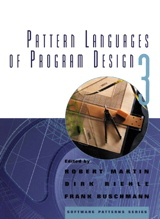 Pattern Languages
of Program Design
3
Edited by
Robert Martin
Dirk Riehle
Frank Buschmann
Software Patterns Series